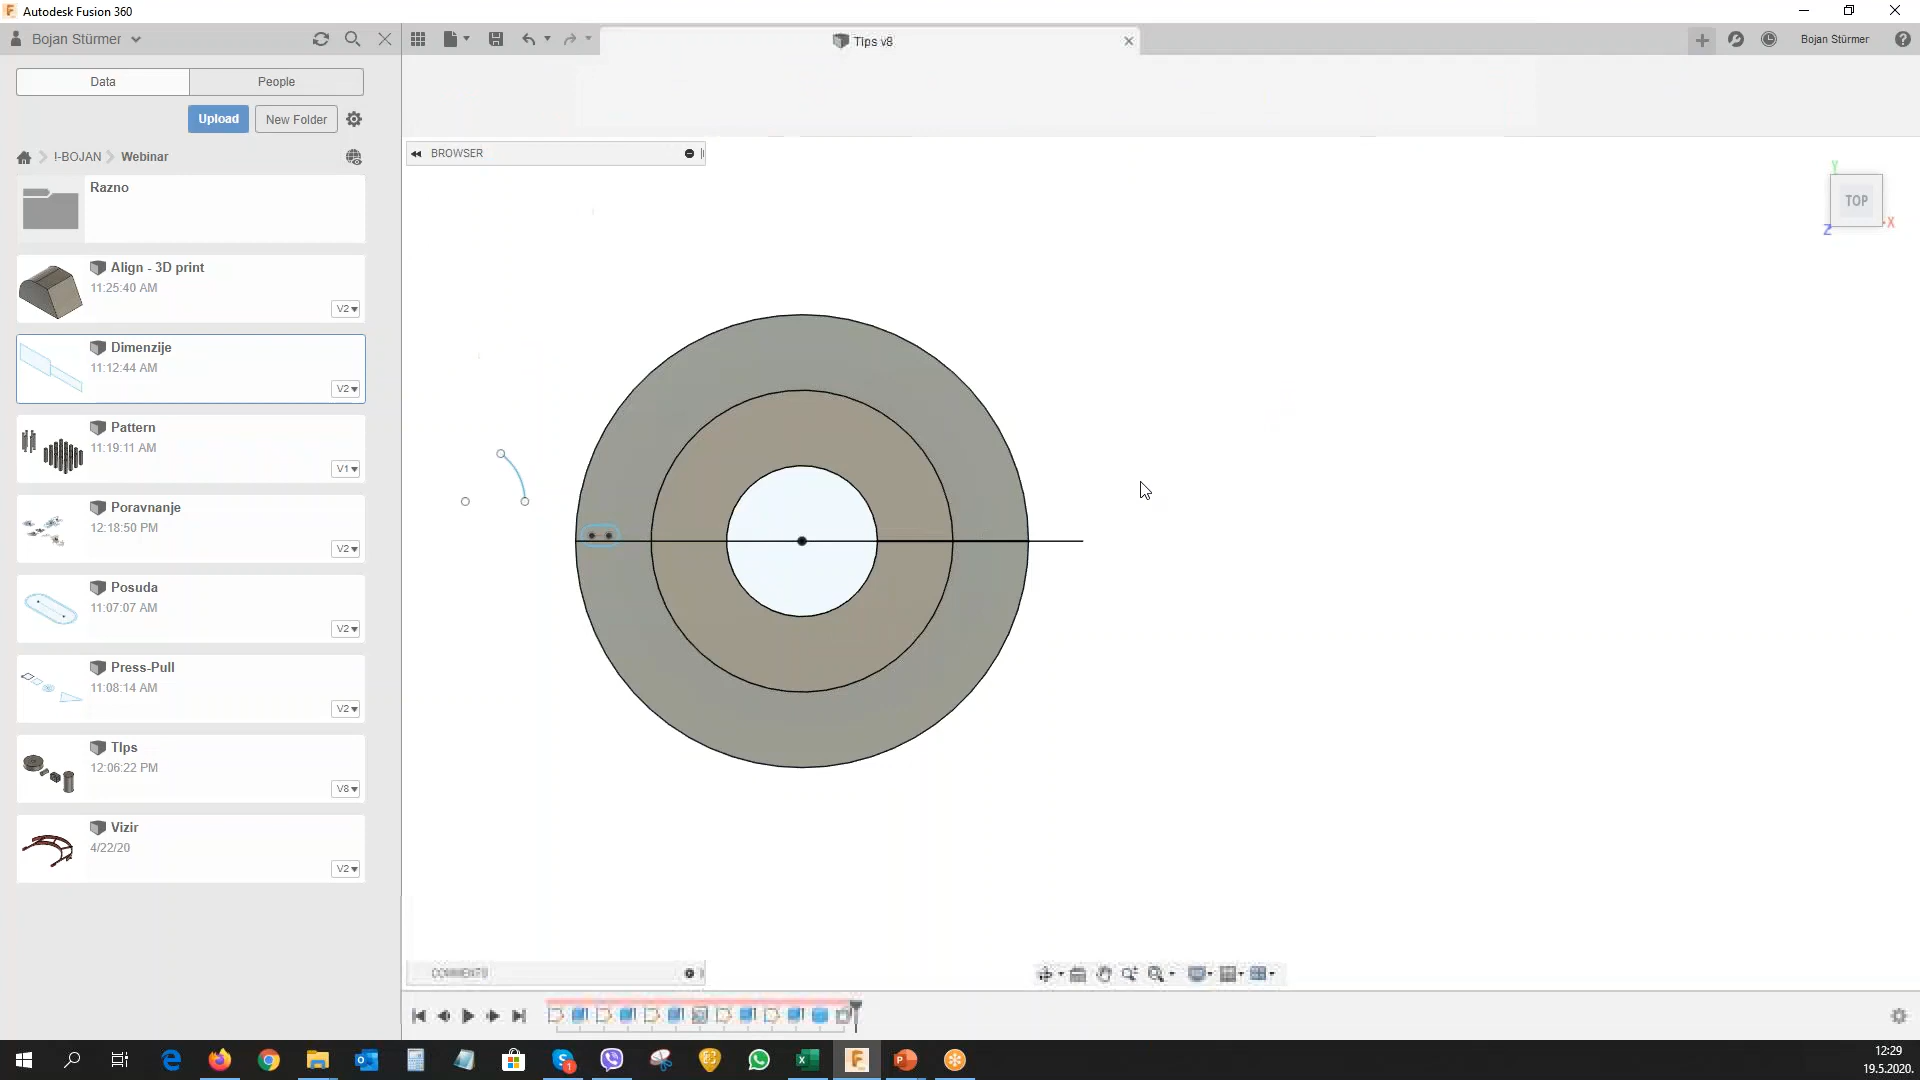 Autodesk Fusion 360
Bojan Stürmer
TIps v8
Bojan Stürmer
Data
People
Upload
New Folder
!-BOJAN
Webinar
BROWSER
Razno
Align - 3D print
11:25:40 AM
V2
Dimenzije
11:12:44 AM
V2
Pattern
11:19:11 AM
V1
Poravnanje
12:18:50 PM
V2
Posuda
11:07:07 AM
V2
Press-Pull
11:08:14 AM
V2
TIps
12:06:22 PM
V8
Vizir
4/22/20
V2
Y
TOP
X
Z
COMMENTS
12:29
19.5.2020.